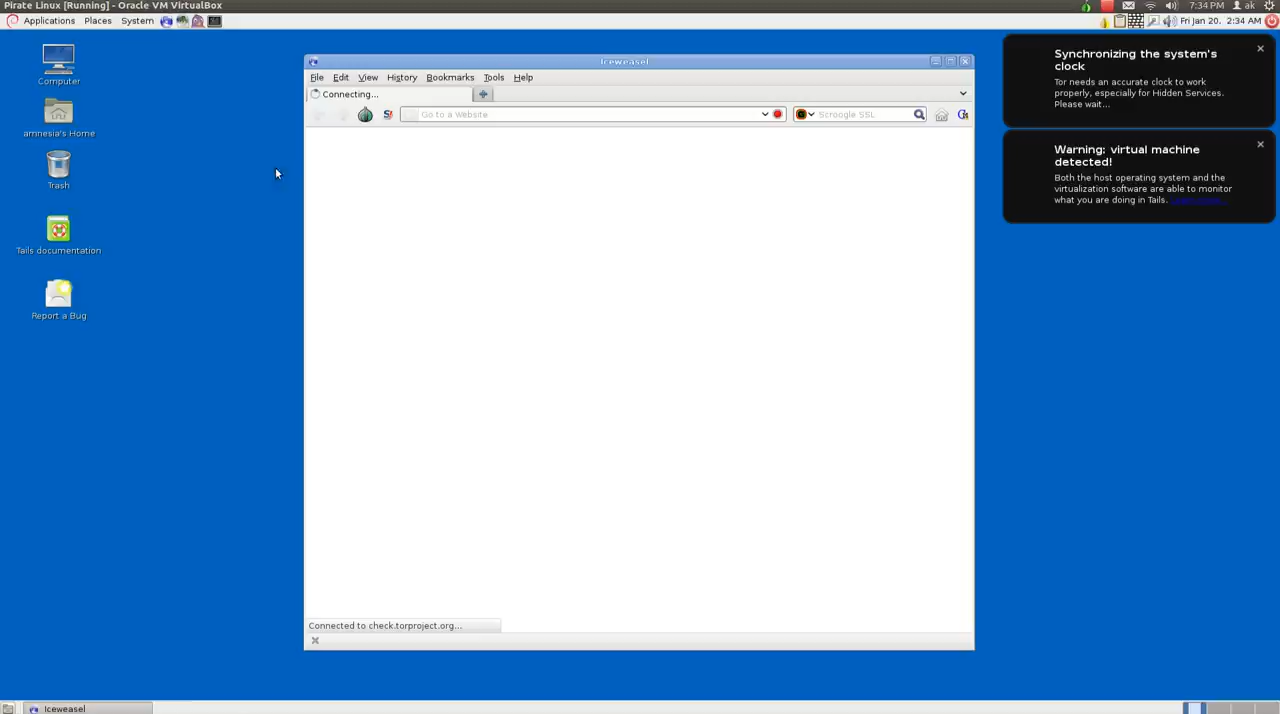 Pirate Linux [Running] - Oracle VM VirtualBox
7:34 PM
ak
Applications
Places
System
Fri Jan 20, 2:34 AM
Computer
amnesia's Home
Trash
Tails documentation
Report a Bug
Iceweasel
File Edit View History Bookmarks Tools Help
Connecting...
Go to a Website
Scroogle SSL
Connected to check.torproject.org...
Synchronizing the system's
clock
Tor needs an accurate clock to work
properly, especially for Hidden Services.
Please wait...
Warning: virtual machine
detected!
Both the host operating system and the
virtualization software are able to monitor
what you are doing in Tails.
Iceweasel